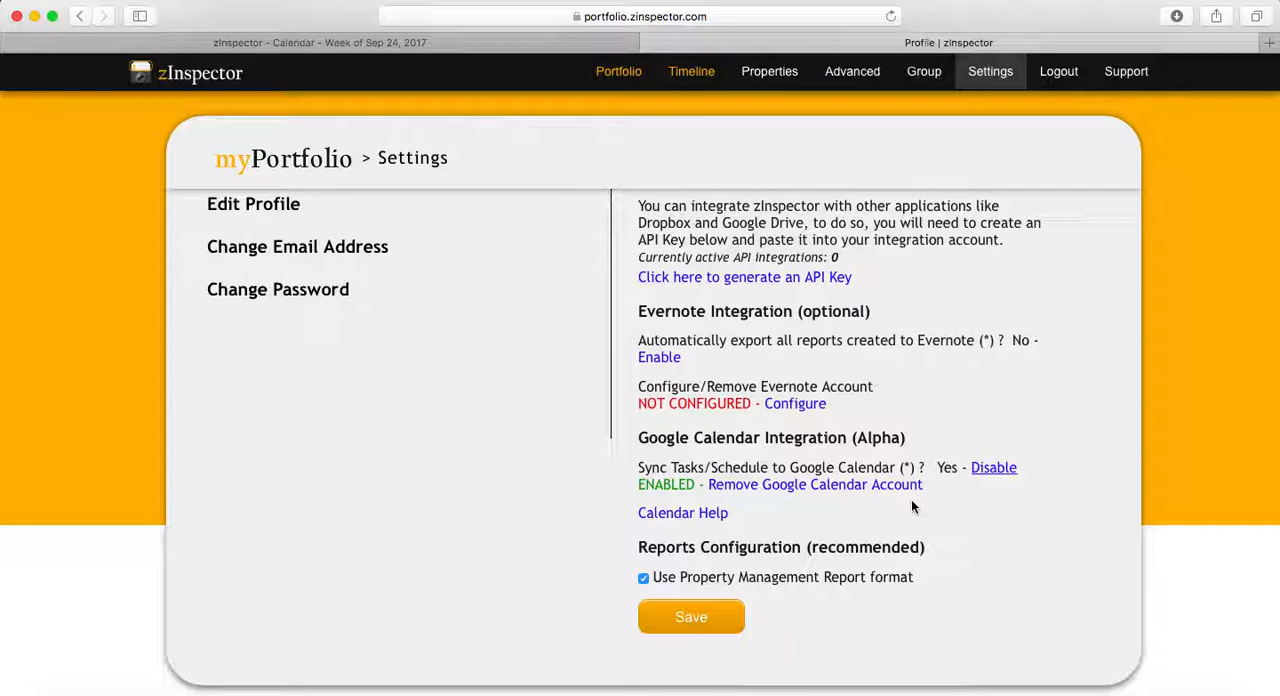 portfolio.zinspector.com
zInspector - Calendar - Week of Sep 24, 2017
Profile | zInspector
zInspector
Portfolio Timeline Properties Advanced Group Settings Logout Support
myPortfolio > Settings
Edit Profile
Change Email Address
Change Password
You can integrate zInspector with other applications like
Dropbox and Google Drive, to do so, you will need to create an
API Key below and paste it into your integration account.
Currently active API integrations: 0
Click here to generate an API Key
Evernote Integration (optional)
Automatically export all reports created to Evernote (*) ? No -
Enable
Configure/Remove Evernote Account
NOT CONFIGURED - Configure
Google Calendar Integration (Alpha)
Sync Tasks/Schedule to Google Calendar (*) ? Yes - Disable
ENABLED - Remove Google Calendar Account
Calendar Help
Reports Configuration (recommended)
Use Property Management Report format
Save